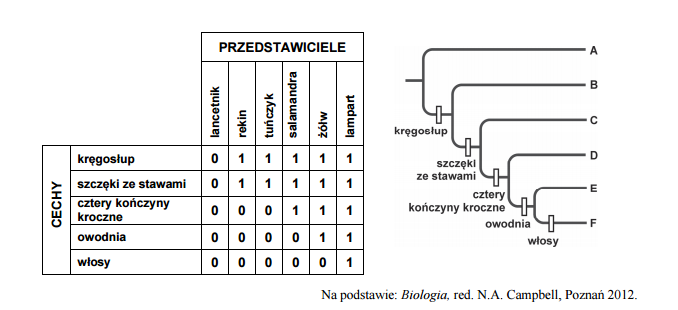 PRZEDSTAWICIELE
lancetnik rekin tuńczyk salamandra żółw lampart
CECHY
kręgosłup 0 1 1 1 1 1
szczęki ze stawami 0 1 1 1 1 1
cztery kończyny
kroczne 0 0 0 1 1 1
owodnia 0 0 0 0 1 1
włosy 0 0 0 0 0 1
A
B
kręgosłup
C
szczęki
ze stawami
D
cztery
kończyny kroczne
E
owodnia
F
włosy
Na podstawie: Biologia, red. N.A. Campbell, Poznań 2012.